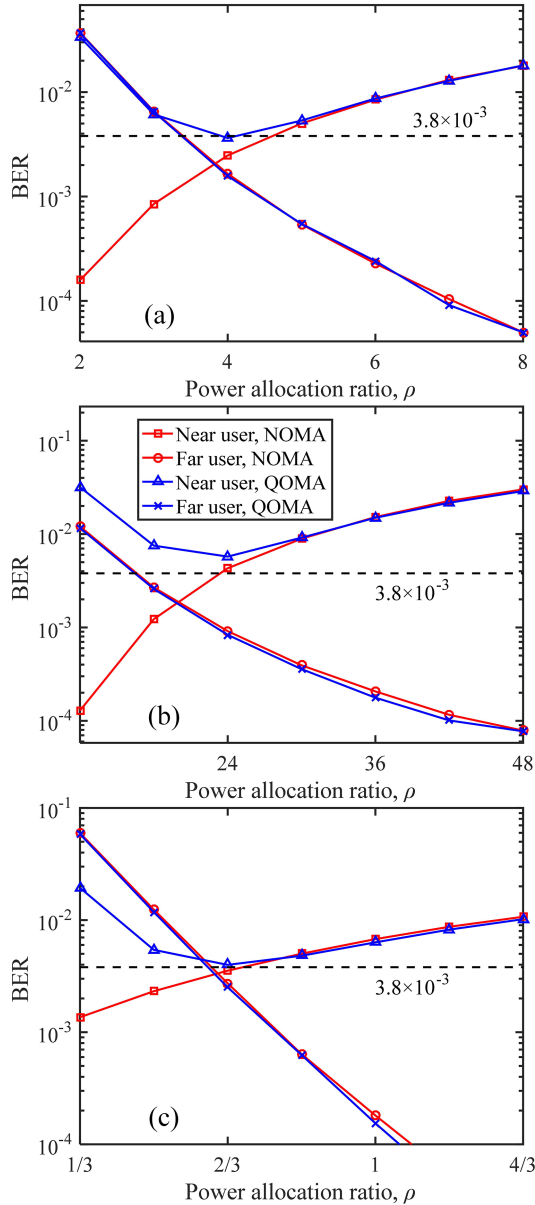 10⁻²
10⁻³
10⁻⁴
BER
3.8×10⁻³
(a)
2 4 6 8
Power allocation ratio, ρ
10⁻¹
10⁻²
10⁻³
10⁻⁴
BER
Near user, NOMA
Far user, NOMA
Near user, QOMA
Far user, QOMA
3.8×10⁻³
(b)
24 36 48
Power allocation ratio, ρ
10⁻¹
10⁻²
10⁻³
10⁻⁴
BER
3.8×10⁻³
(c)
1/3 2/3 1 4/3
Power allocation ratio, ρ